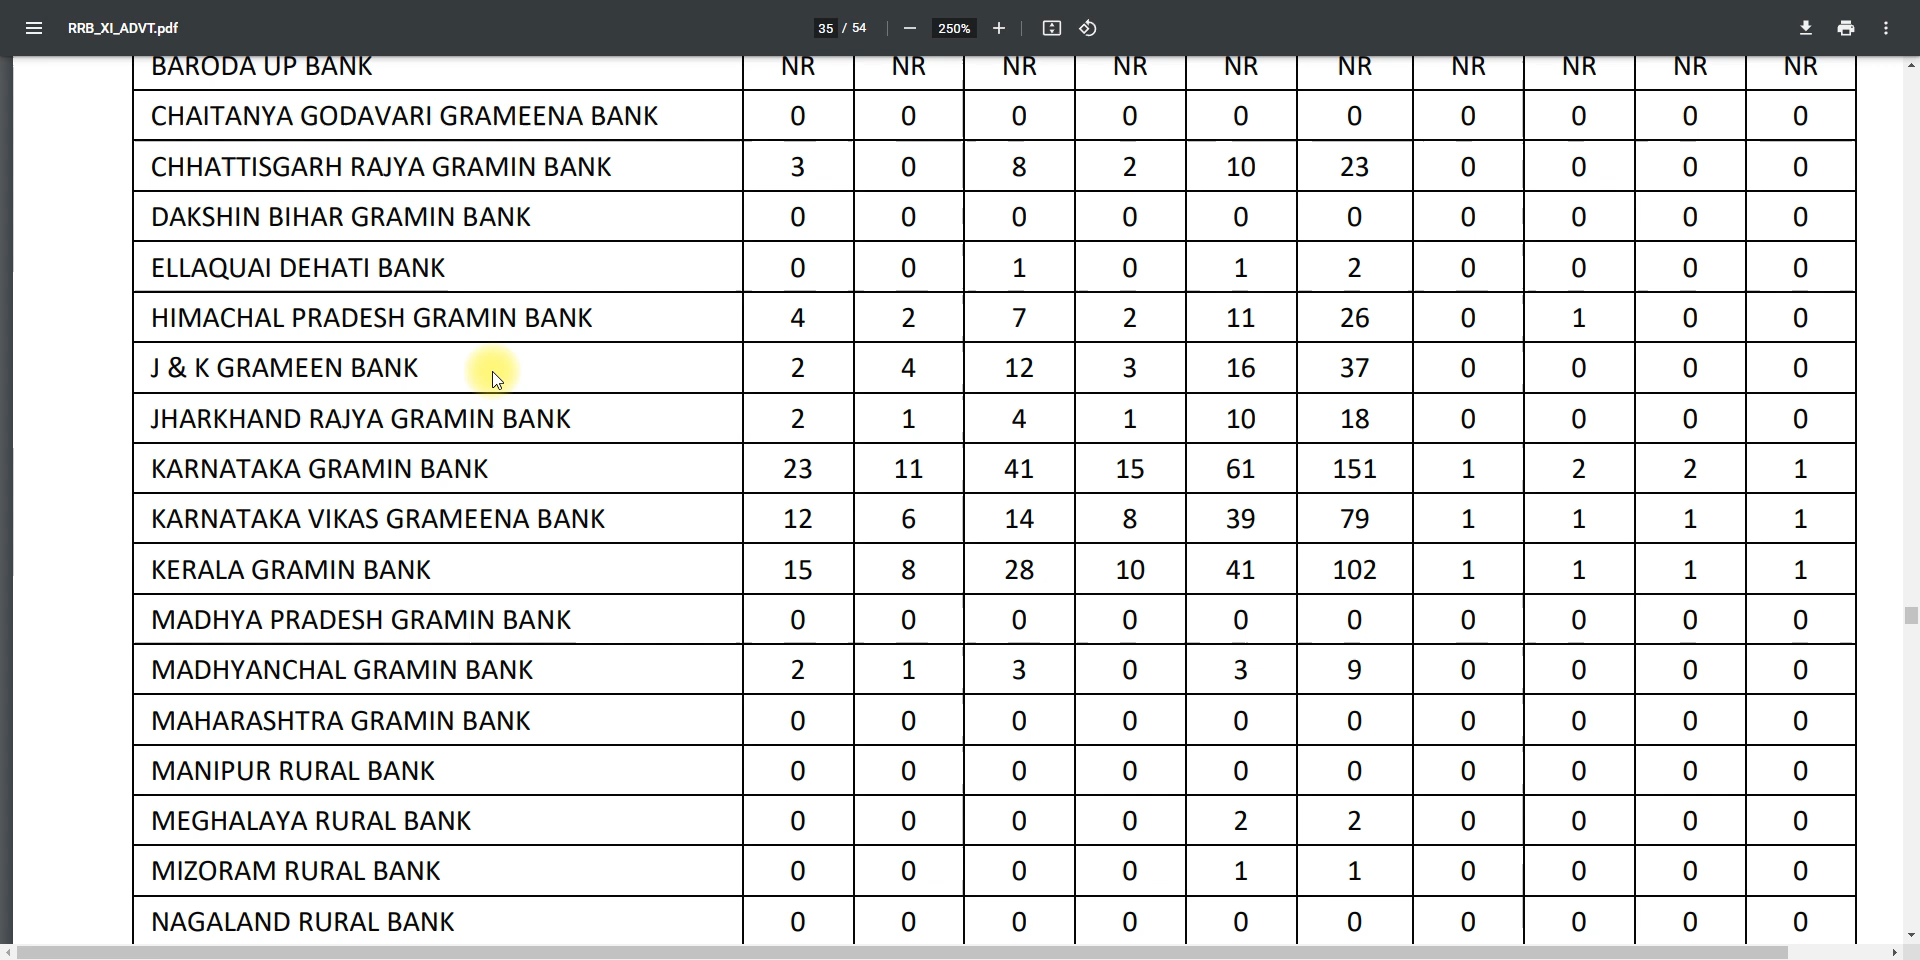 RRB_XI_ADVT.pdf 35 / 54 250%
BARODA UP BANK NR NR NR NR NR NR NR NR NR NR
CHAITANYA GODAVARI GRAMEENA BANK 0 0 0 0 0 0 0 0 0 0
CHHATTISGARH RAJYA GRAMIN BANK 3 0 8 2 10 23 0 0 0 0
DAKSHIN BIHAR GRAMIN BANK 0 0 0 0 0 0 0 0 0 0
ELLAQUAI DEHATI BANK 0 0 1 0 1 2 0 0 0 0
HIMACHAL PRADESH GRAMIN BANK 4 2 7 2 11 26 0 1 0 0
J & K GRAMEEN BANK 2 4 12 3 16 37 0 0 0 0
JHARKHAND RAJYA GRAMIN BANK 2 1 4 1 10 18 0 0 0 0
KARNATAKA GRAMIN BANK 23 11 41 15 61 151 1 2 2 1
KARNATAKA VIKAS GRAMEENA BANK 12 6 14 8 39 79 1 1 1 1
KERALA GRAMIN BANK 15 8 28 10 41 102 1 1 1 1
MADHYA PRADESH GRAMIN BANK 0 0 0 0 0 0 0 0 0 0
MADHYANCHAL GRAMIN BANK 2 1 3 0 3 9 0 0 0 0
MAHARASHTRA GRAMIN BANK 0 0 0 0 0 0 0 0 0 0
MANIPUR RURAL BANK 0 0 0 0 0 0 0 0 0 0
MEGHALAYA RURAL BANK 0 0 0 0 2 2 0 0 0 0
MIZORAM RURAL BANK 0 0 0 0 1 1 0 0 0 0
NAGALAND RURAL BANK 0 0 0 0 0 0 0 0 0 0